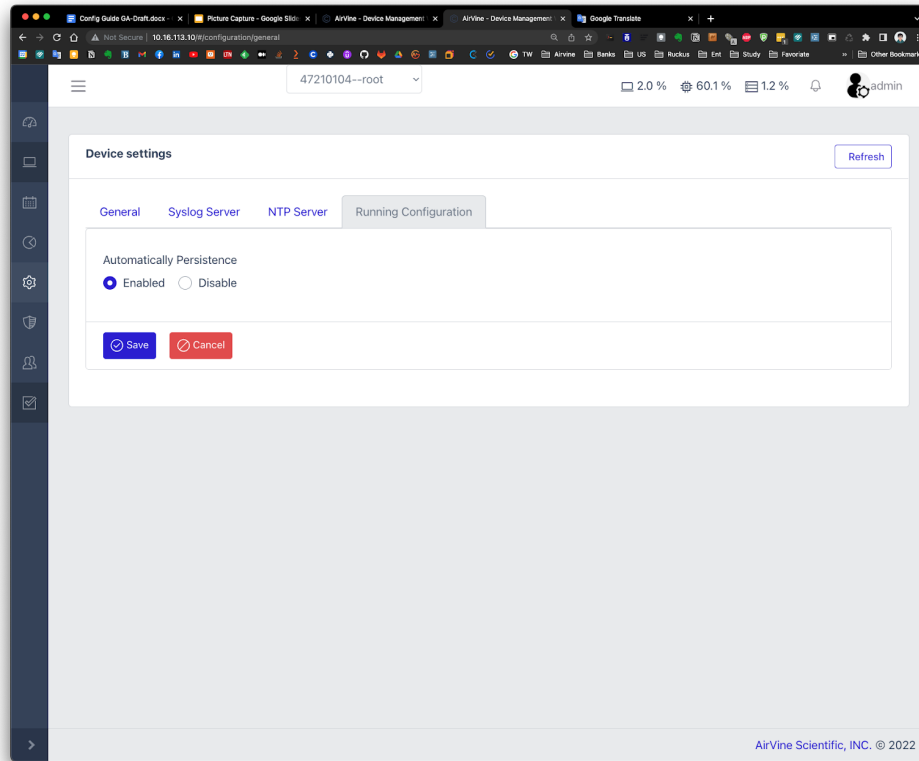 Config Guide GA-Draft.docx
Picture Capture - Google Slide
AirVine - Device Management
AirVine - Device Management
Google Translate
Not Secure | 10.16.113.10/#/configuration/general
TW Airvine Banks US Ruckus Ent Study Favoriate » Other Bookmark
47210104--root
2.0 % 60.1 % 1.2 % admin
Device settings
Refresh
General Syslog Server NTP Server Running Configuration
Automatically Persistence
Enabled Disable
Save Cancel
AirVine Scientific, INC. © 2022